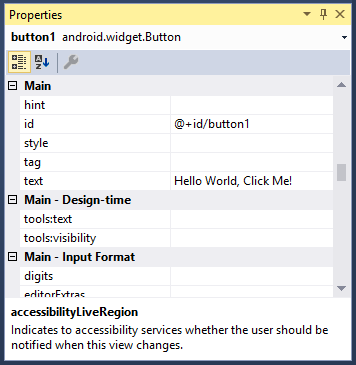 Properties
button1 android.widget.Button
Main
hint
id @+id/button1
style
tag
text Hello World, Click Me!
Main - Design-time
tools:text
tools:visibility
Main - Input Format
digits
editorExtras
accessibilityLiveRegion
Indicates to accessibility services whether the user should be
notified when this view changes.